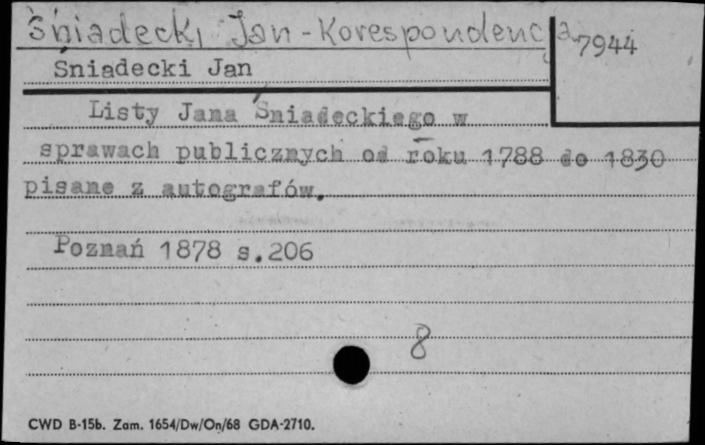 Śniadecki Jan - Korespondencja
7944
Sniadecki Jan
Listy Jana Śniadeckiego w
sprawach publicznych od roku 1788 do 1830
pisane z autografów.
Poznań 1878 s.206
8
CWD B-15b. Zam. 1654/Dw/On/68 GDA-2710.